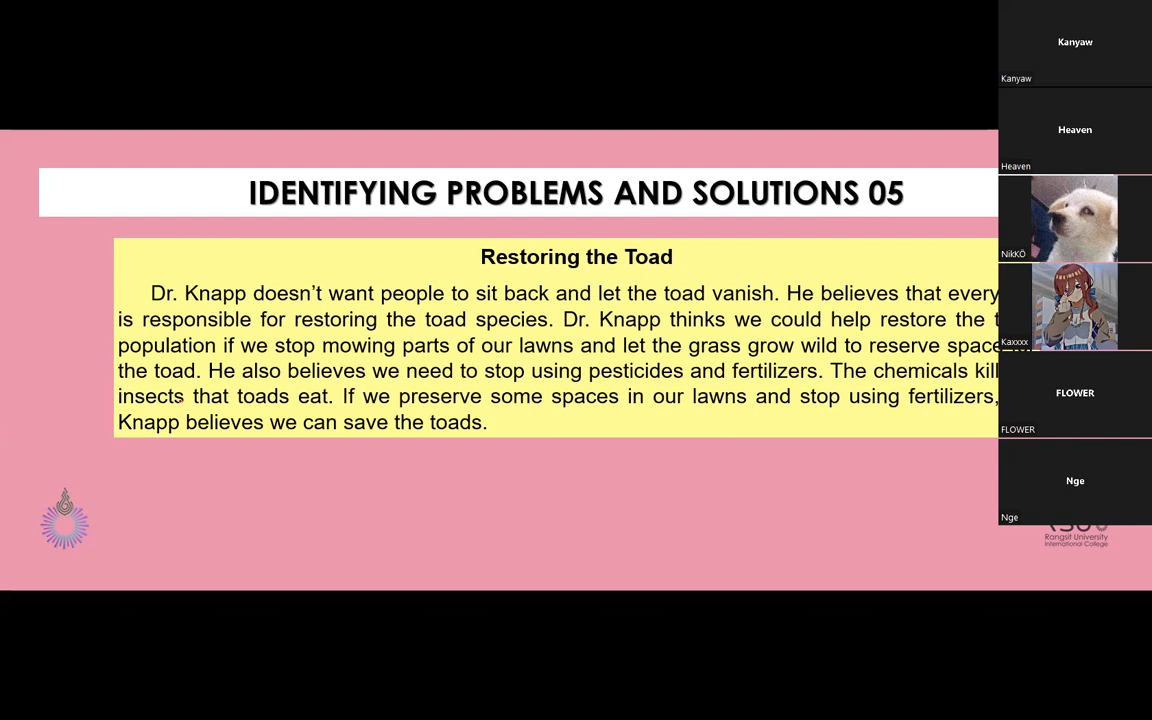 IDENTIFYING PROBLEMS AND SOLUTIONS 05
Restoring the Toad
Dr. Knapp doesn't want people to sit back and let the toad vanish. He believes that every
is responsible for restoring the toad species. Dr. Knapp thinks we could help restore the
population if we stop mowing parts of our lawns and let the grass grow wild to reserve space
the toad. He also believes we need to stop using pesticides and fertilizers. The chemicals kill
insects that toads eat. If we preserve some spaces in our lawns and stop using fertilizers,
Knapp believes we can save the toads.
Kanyaw
Kanyaw
Heaven
Heaven
NikKÖ
Kaxxxx
FLOWER
FLOWER
Nge
Nge
Rangsit University
International College